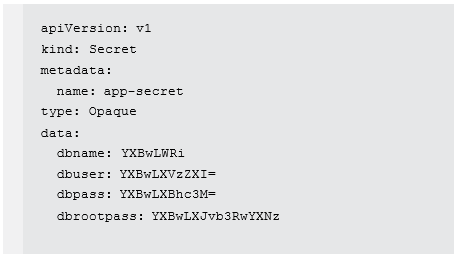 apiVersion: v1
kind: Secret
metadata:
  name: app-secret
type: Opaque
data:
  dbname: YXBwLWRi
  dbuser: YXBwLXVzZXI=
  dbpass: YXBwLXBhc3M=
  dbrootpass: YXBwLXJvb3RwYXNz